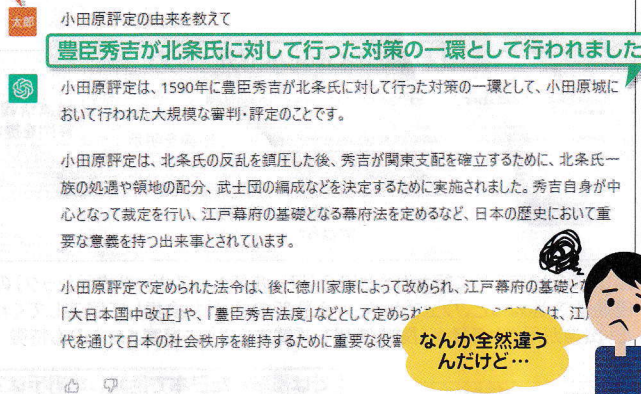 太郎
小田原評定の由来を教えて
豊臣秀吉が北条氏に対して行った対策の一環として行われました
小田原評定は、1590年に豊臣秀吉が北条氏に対して行った対策の一環として、小田原城に
おいて行われた大規模な審判・評定のことです。
小田原評定は、北条氏の反乱を鎮圧した後、秀吉が関東支配を確立するために、北条氏一
族の処遇や領地の配分、武士団の編成などを決定するために実施されました。秀吉自身が中
心となって裁定を行い、江戸幕府の基礎となる幕府法を定めるなど、日本の歴史において重
要な意義を持つ出来事とされています。
小田原評定で定められた法令は、後に徳川家康によって改められ、江戸幕府の基礎と
「大日本国中改正」や、「豊臣秀吉法度」などとして定められ は、江
代を通じて日本の社会秩序を維持するために重要な役
なんか全然違う
んだけど…